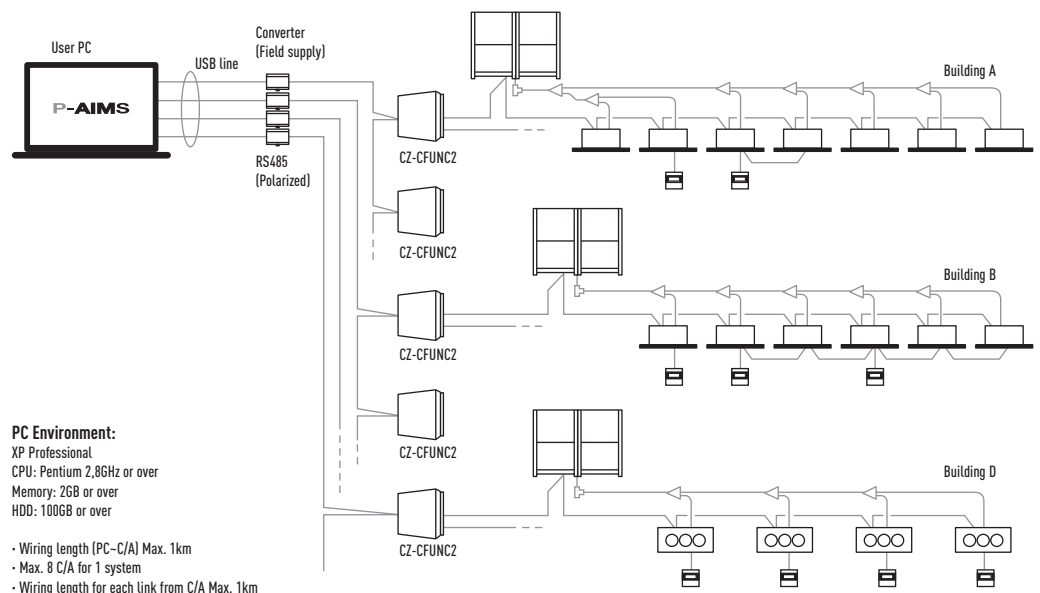 User PC
P-AIMS
USB line
Converter
(Field supply)
RS485
(Polarized)
CZ-CFUNC2
Building A
CZ-CFUNC2
Building B
CZ-CFUNC2
CZ-CFUNC2
Building D
CZ-CFUNC2
PC Environment:
XP Professional
CPU: Pentium 2,8GHz or over
Memory: 2GB or over
HDD: 100GB or over
· Wiring length (PC~C/A) Max. 1km
· Max. 8 C/A for 1 system
· Wiring length for each link from C/A Max. 1km